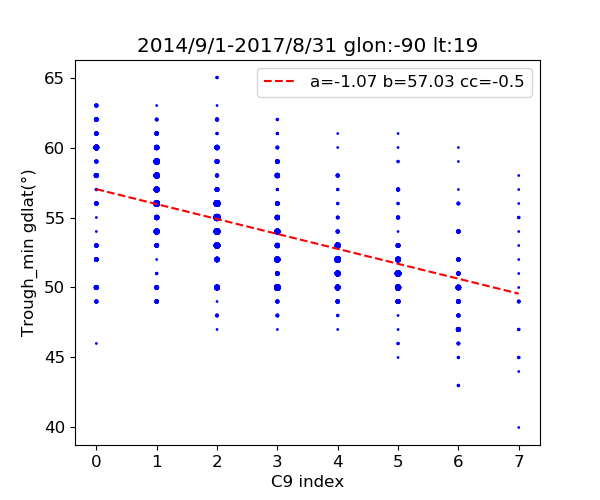 2014/9/1-2017/8/31 glon:-90 lt:19
a=-1.07 b=57.03 cc=-0.5
Trough_min gdlat(°)
65
60
55
50
45
40
0 1 2 3 4 5 6 7
C9 index